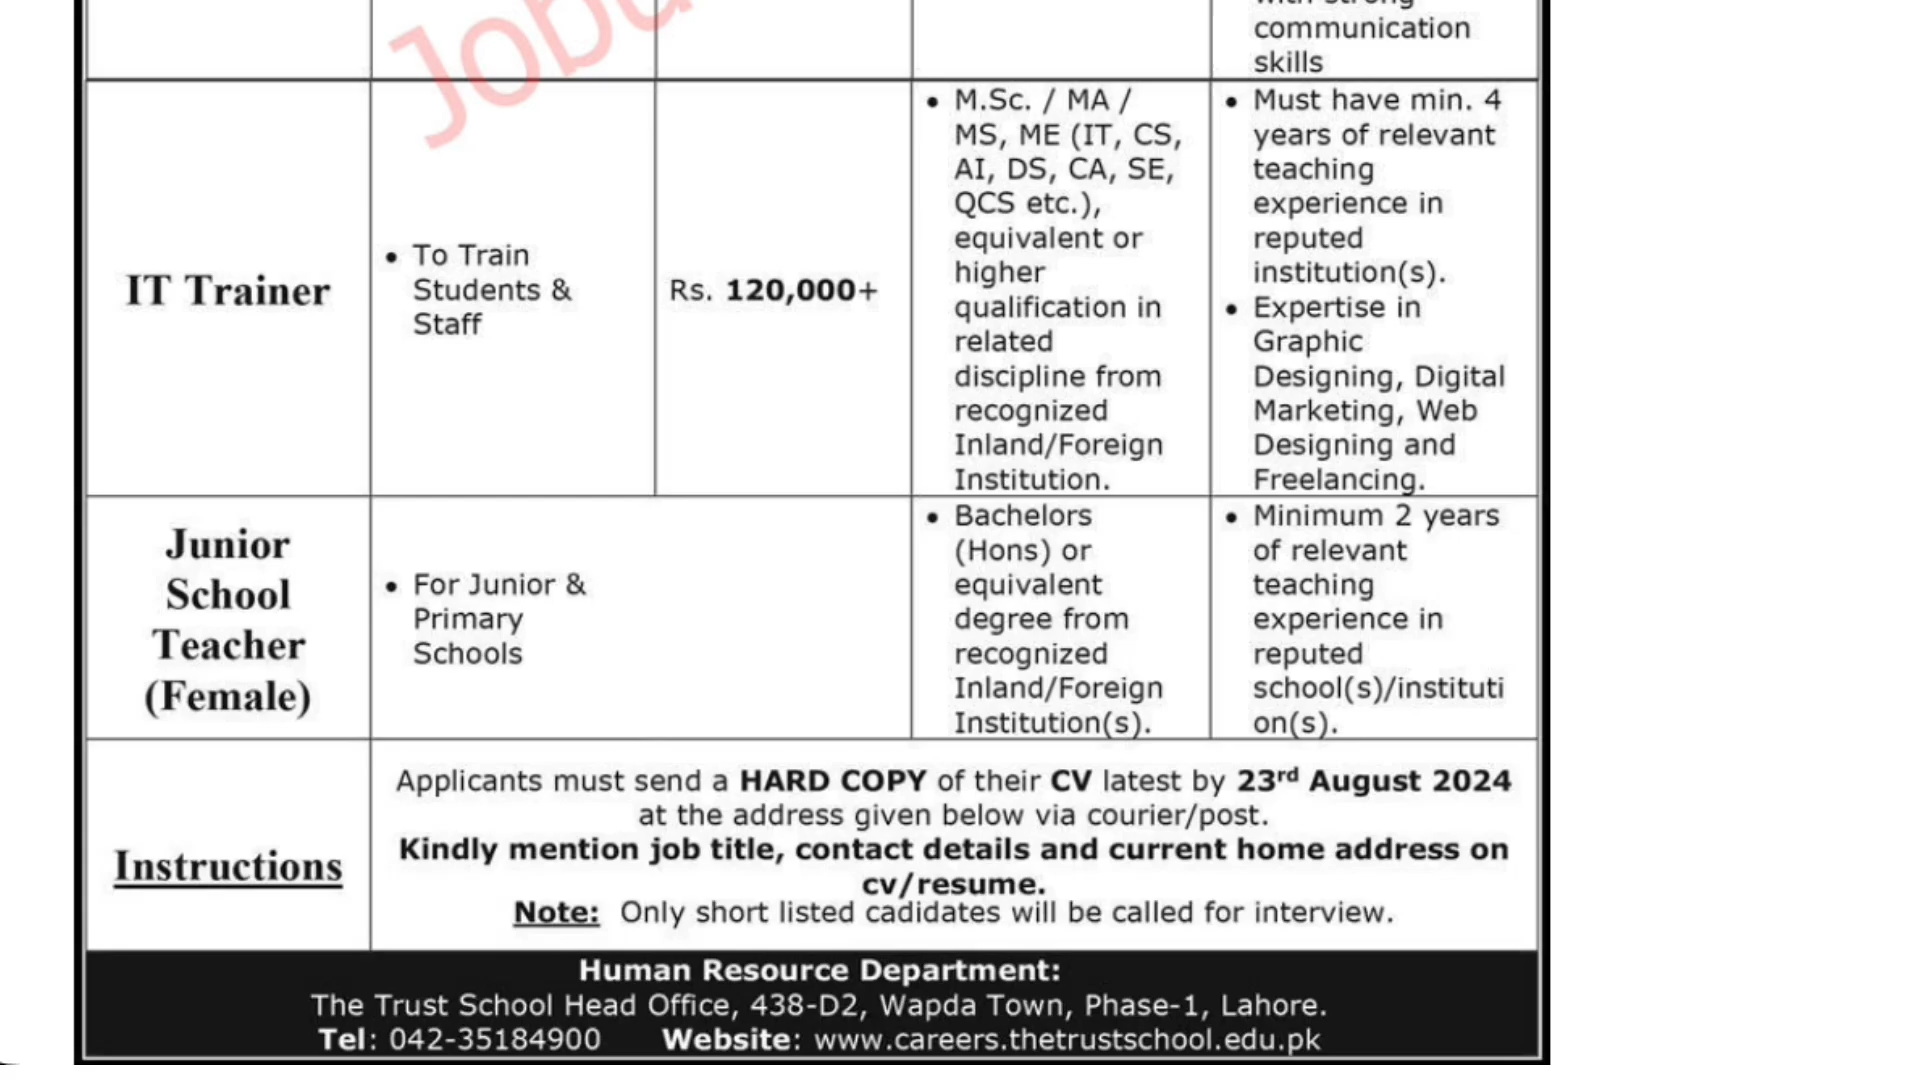 with strong
communication
skills
Jobu
IT Trainer
• To Train
Students &
Staff
Rs. 120,000+
• M.Sc. / MA /
MS, ME (IT, CS,
AI, DS, CA, SE,
QCS etc.),
equivalent or
higher
qualification in
related
discipline from
recognized
Inland/Foreign
Institution.
• Must have min. 4
years of relevant
teaching
experience in
reputed
institution(s).
• Expertise in
Graphic
Designing, Digital
Marketing, Web
Designing and
Freelancing.
Junior
School
Teacher
(Female)
• For Junior &
Primary
Schools
• Bachelors
(Hons) or
equivalent
degree from
recognized
Inland/Foreign
Institution(s).
• Minimum 2 years
of relevant
teaching
experience in
reputed
school(s)/instituti
on(s).
Instructions
Applicants must send a HARD COPY of their CV latest by 23rd August 2024
at the address given below via courier/post.
Kindly mention job title, contact details and current home address on
cv/resume.
Note: Only short listed cadidates will be called for interview.
Human Resource Department:
The Trust School Head Office, 438-D2, Wapda Town, Phase-1, Lahore.
Tel: 042-35184900 Website: www.careers.thetrustschool.edu.pk